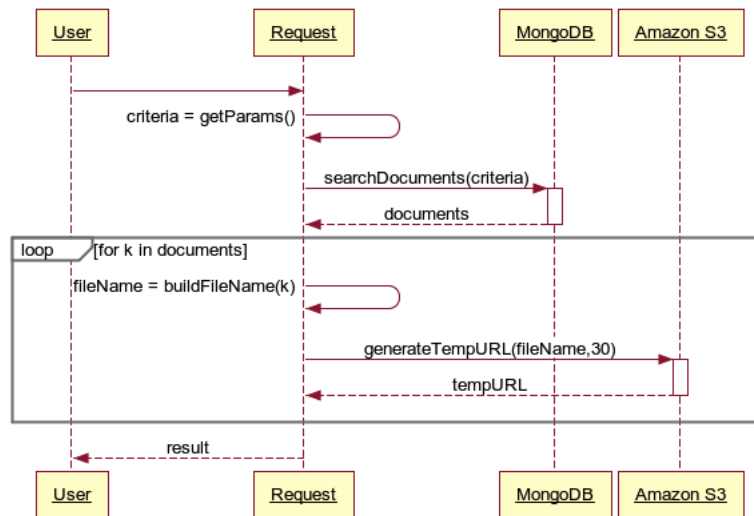 User
Request
MongoDB
Amazon S3
criteria = getParams()
searchDocuments(criteria)
documents
loop
[for k in documents]
fileName = buildFileName(k)
generateTempURL(fileName,30)
tempURL
result
User
Request
MongoDB
Amazon S3